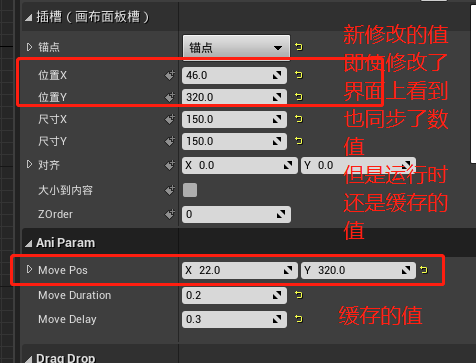 插槽（画布面板槽）
锚点 锚点
位置X 46.0
位置Y 320.0
尺寸X 150.0
尺寸Y 150.0
对齐 X 0.0 Y 0.0
大小到内容
ZOrder 0
新修改的值
即使修改了
界面上看到
也同步了数
值
但是运行时
还是缓存的
值
Ani Param
Move Pos X 22.0 Y 320.0
Move Duration 0.2
Move Delay 0.3
缓存的值
Drag Drop